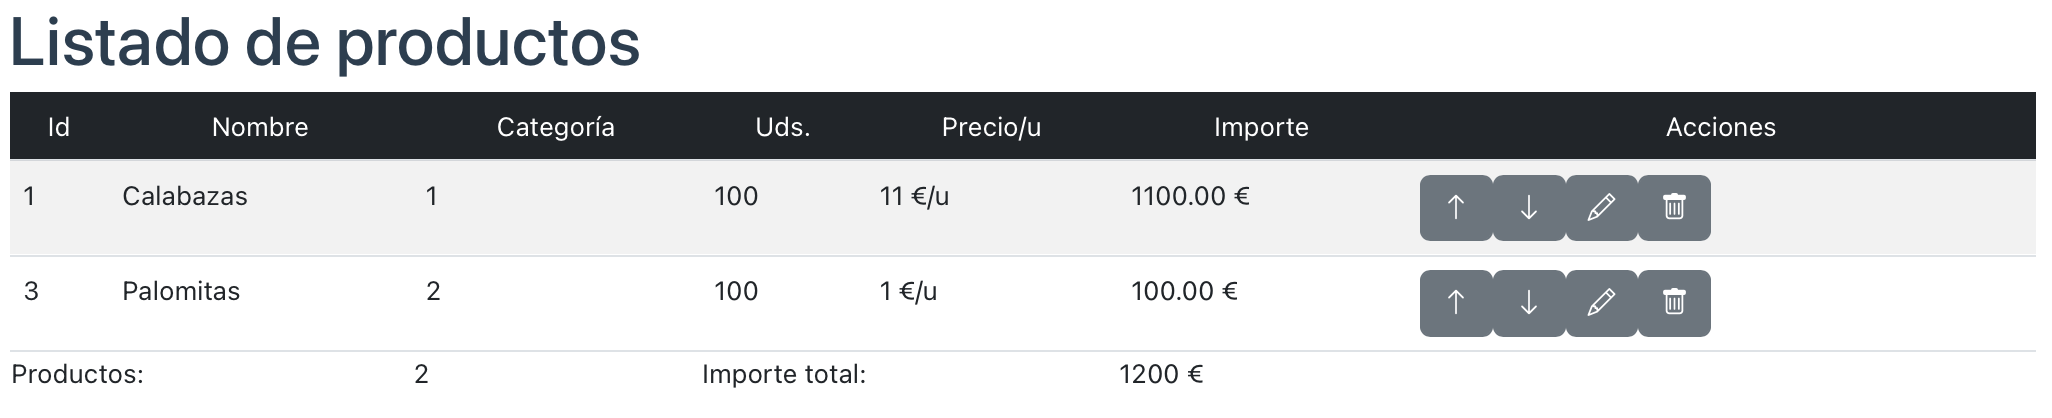 Listado de productos
Id Nombre Categoría Uds. Precio/u Importe Acciones
1 Calabazas 1 100 11 €/u 1100.00 €
3 Palomitas 2 100 1 €/u 100.00 €
Productos: 2 Importe total: 1200 €